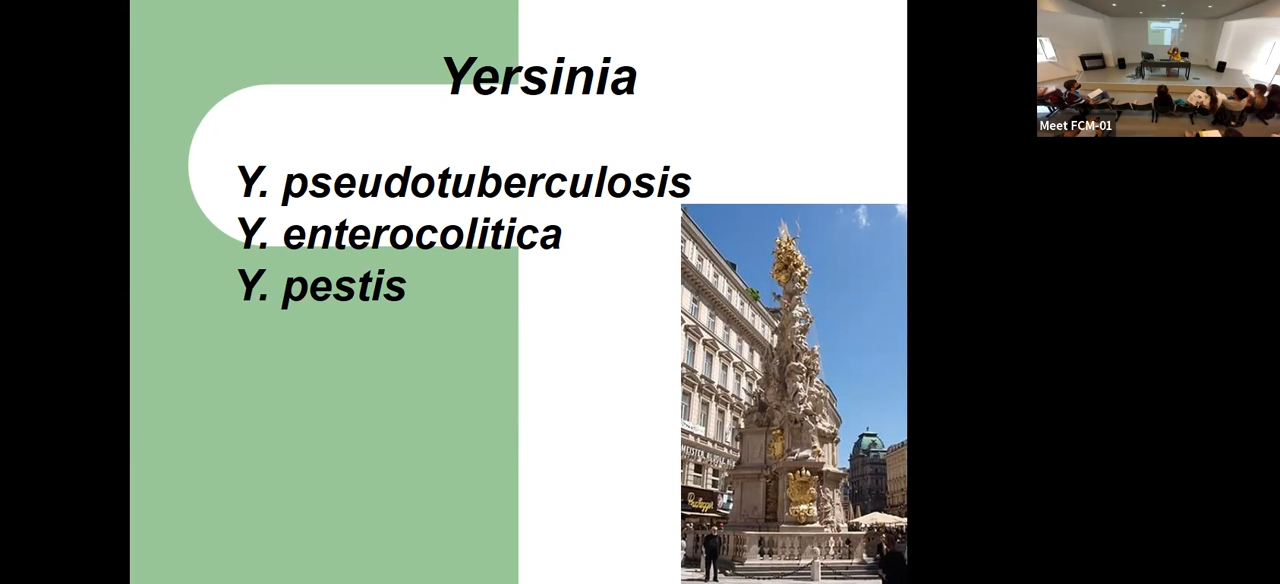 Yersinia
Y. pseudotuberculosis
Y. enterocolitica
Y. pestis
Meet FCM-01